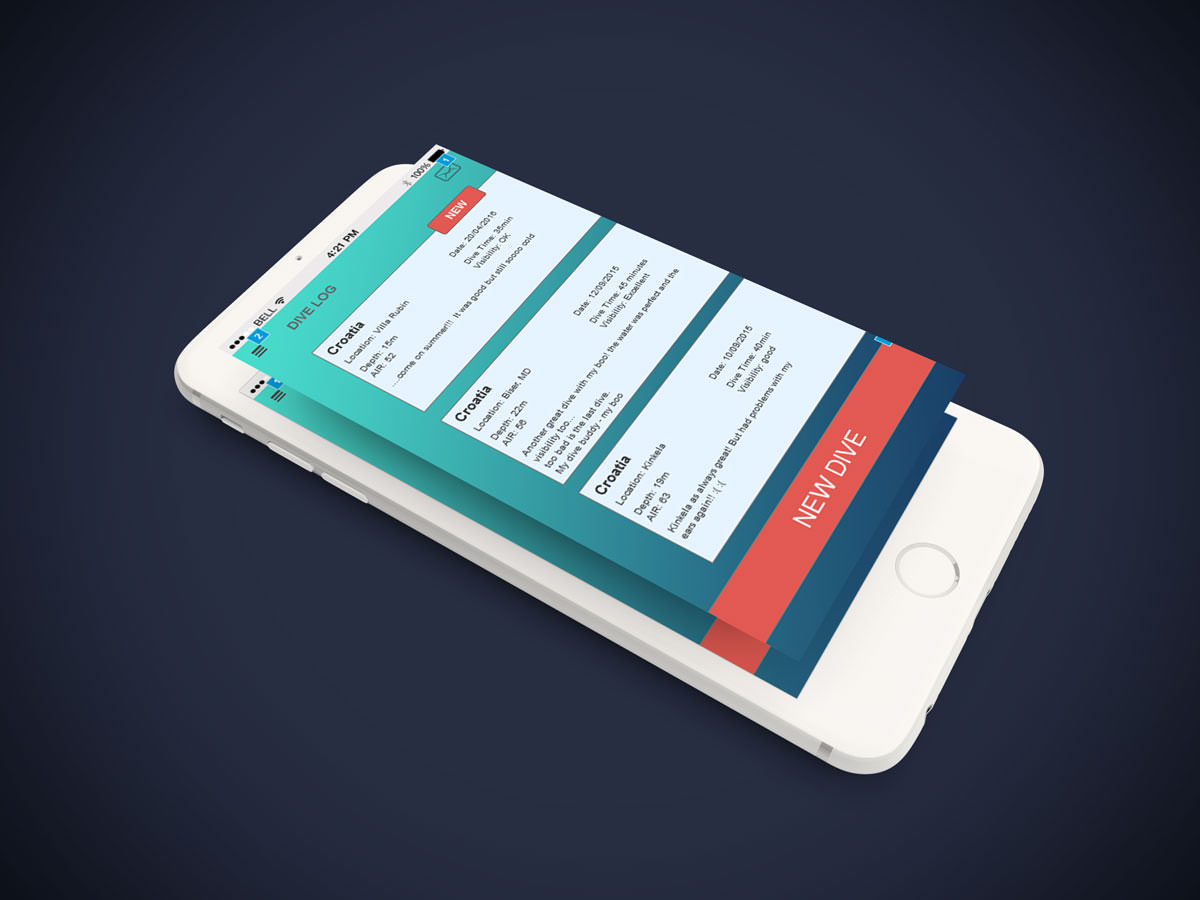 BELL 4:21 PM 100%
2
1
DIVE LOG
NEW
Croatia
Location: Villa Rubin
Depth: 15m
AIR: 52
Date: 20/04/2016
Dive Time: 35min
Visibility: OK
....come on summer!!! It was good but still soooo cold
Croatia
Location: Biser, MD
Depth: 22m
AIR: 56
Date: 12/09/2015
Dive Time: 45 minutes
Visibility: Excellent
Another great dive with my boo! the water was perfect and the
visibility too...
too bad is the last dive.
My dive buddy - my boo
Croatia
Location: Kinkela
Depth: 19m
AIR: 63
Date: 10/09/2015
Dive Time: 40min
Visibility: good
Kinkela as always great! But had problems with my
ears again!! :( :(
NEW DIVE